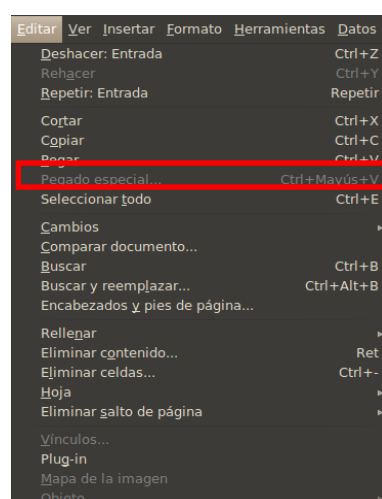 Editar Ver Insertar Formato Herramientas Datos
Deshacer: Entrada Ctrl+Z
Rehacer Ctrl+Y
Repetir: Entrada Repetir
Cortar Ctrl+X
Copiar Ctrl+C
Pegar Ctrl+V
Pegado especial... Ctrl+Mayús+V
Seleccionar todo Ctrl+E
Cambios
Comparar documento...
Buscar Ctrl+B
Buscar y reemplazar... Ctrl+Alt+B
Encabezados y pies de página...
Rellenar
Eliminar contenido... Ret
Eliminar celdas... Ctrl+-
Hoja
Eliminar salto de página
Vínculos...
Plug-in
Mapa de la imagen
Objeto